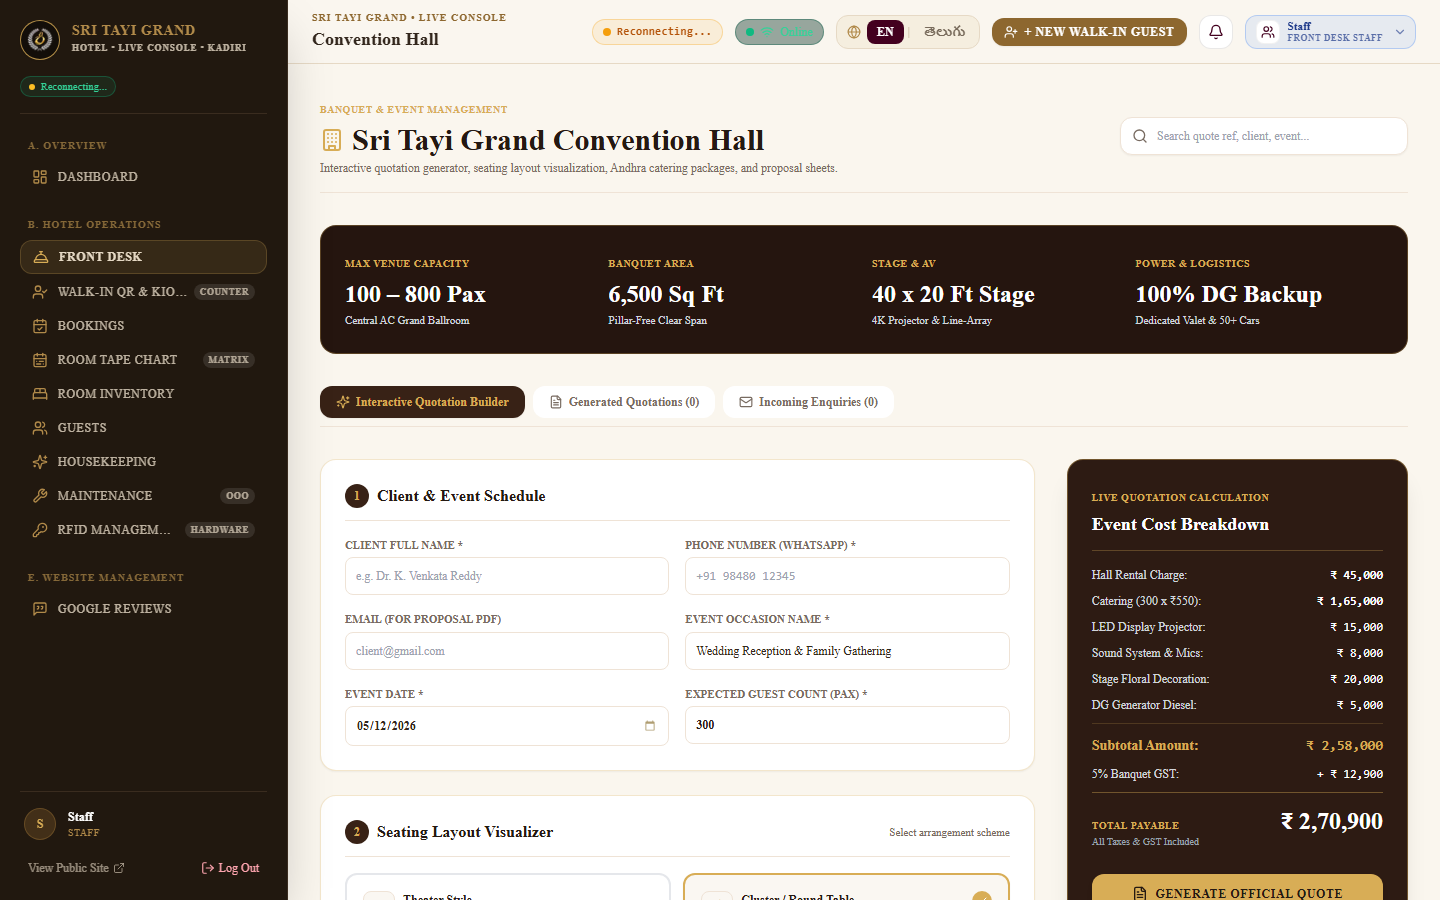 SRI TAYI GRAND
HOTEL • LIVE CONSOLE • KADIRI
Reconnecting...
A. OVERVIEW
DASHBOARD
B. HOTEL OPERATIONS
FRONT DESK
WALK-IN QR & KIO... COUNTER
BOOKINGS
ROOM TAPE CHART MATRIX
ROOM INVENTORY
GUESTS
HOUSEKEEPING
MAINTENANCE OOO
RFID MANAGEM... HARDWARE
E. WEBSITE MANAGEMENT
GOOGLE REVIEWS
S
Staff
STAFF
View Public Site
Log Out
SRI TAYI GRAND • LIVE CONSOLE
Convention Hall
Reconnecting...
EN
తెలుగు
+ NEW WALK-IN GUEST
Staff
FRONT DESK STAFF
BANQUET & EVENT MANAGEMENT
Sri Tayi Grand Convention Hall
Interactive quotation generator, seating layout visualization, Andhra catering packages, and proposal sheets.
Search quote ref, client, event...
MAX VENUE CAPACITY
100 – 800 Pax
Central AC Grand Ballroom
BANQUET AREA
6,500 Sq Ft
Pillar-Free Clear Span
STAGE & AV
40 x 20 Ft Stage
4K Projector & Line-Array
POWER & LOGISTICS
100% DG Backup
Dedicated Valet & 50+ Cars
Interactive Quotation Builder
Generated Quotations (0)
Incoming Enquiries (0)
1 Client & Event Schedule
CLIENT FULL NAME *
e.g. Dr. K. Venkata Reddy
PHONE NUMBER (WHATSAPP) *
+91 98480 12345
EMAIL (FOR PROPOSAL PDF)
client@gmail.com
EVENT OCCASION NAME *
Wedding Reception & Family Gathering
EVENT DATE *
05/12/2026
EXPECTED GUEST COUNT (PAX) *
300
2 Seating Layout Visualizer
Select arrangement scheme
Theater Style
Cluster / Round Table
LIVE QUOTATION CALCULATION
Event Cost Breakdown
Hall Rental Charge: ₹ 45,000
Catering (300 x ₹550): ₹ 1,65,000
LED Display Projector: ₹ 15,000
Sound System & Mics: ₹ 8,000
Stage Floral Decoration: ₹ 20,000
DG Generator Diesel: ₹ 5,000
Subtotal Amount: ₹ 2,58,000
5% Banquet GST: + ₹ 12,900
TOTAL PAYABLE
All Taxes & GST Included
₹ 2,70,900
GENERATE OFFICIAL QUOTE